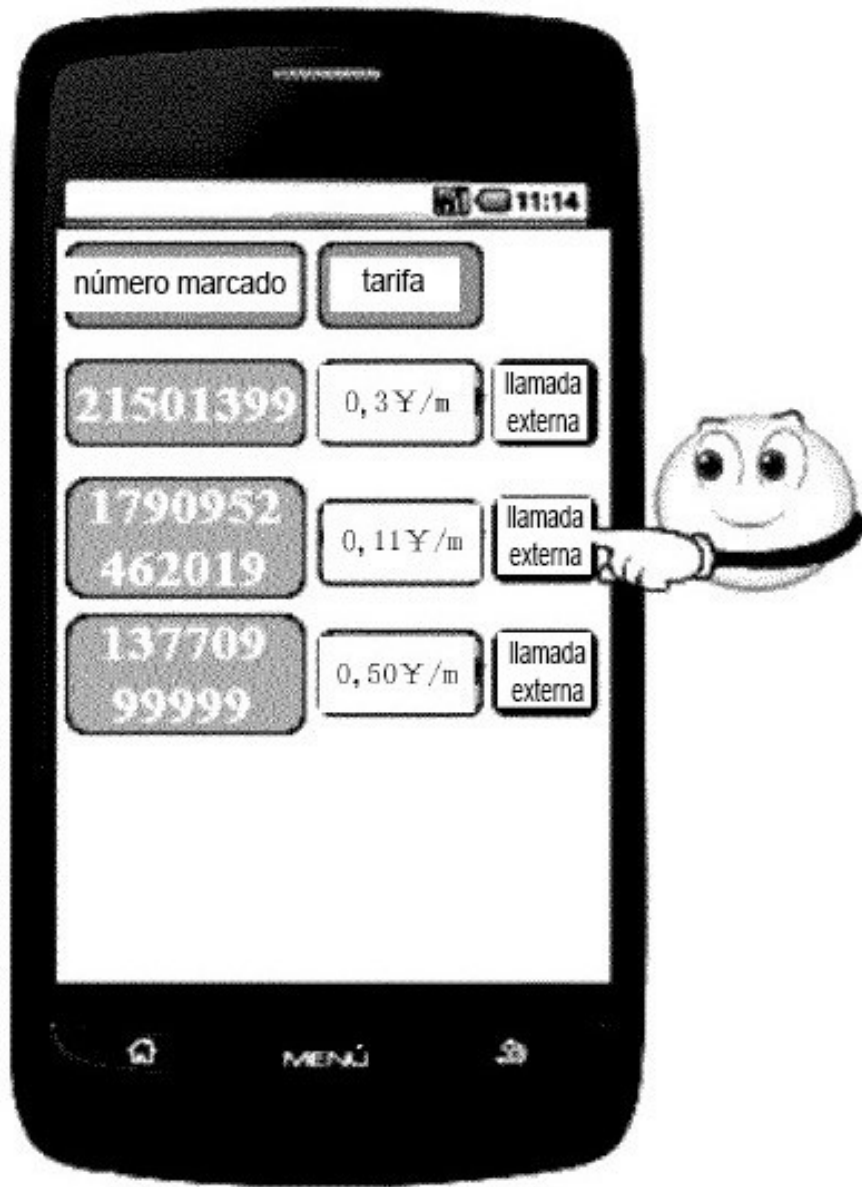 11:14
número marcado tarifa
21501399 0,3¥/m llamada externa
1790952
462019 0,11¥/m llamada externa
137709
99999 0,50¥/m llamada externa
MENÚ